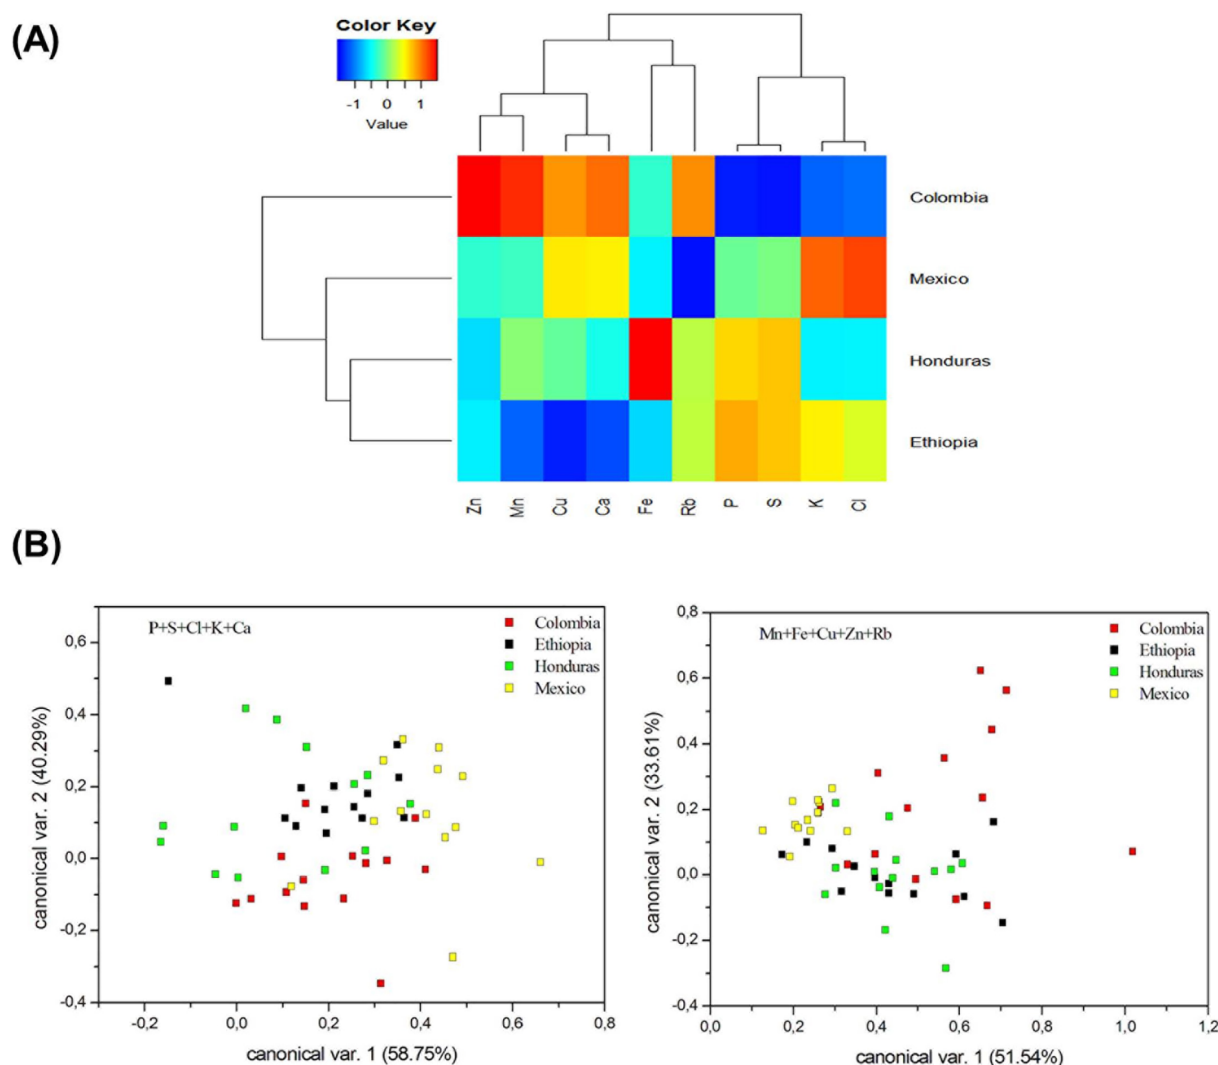 (A)
Color Key
-1 0 1
Value
Colombia
Mexico
Honduras
Ethiopia
Zn Mn Cu Ca Fe Rb P S K Cl
(B)
P+S+Cl+K+Ca
Colombia
Ethiopia
Honduras
Mexico
0,6
0,4
0,2
0,0
-0,2
-0,4
canonical var. 2 (40.29%)
-0,2 0,0 0,2 0,4 0,6 0,8
canonical var. 1 (58.75%)
Mn+Fe+Cu+Zn+Rb
Colombia
Ethiopia
Honduras
Mexico
0,8
0,6
0,4
0,2
0,0
-0,2
-0,4
canonical var. 2 (33.61%)
0,0 0,2 0,4 0,6 0,8 1,0 1,2
canonical var. 1 (51.54%)